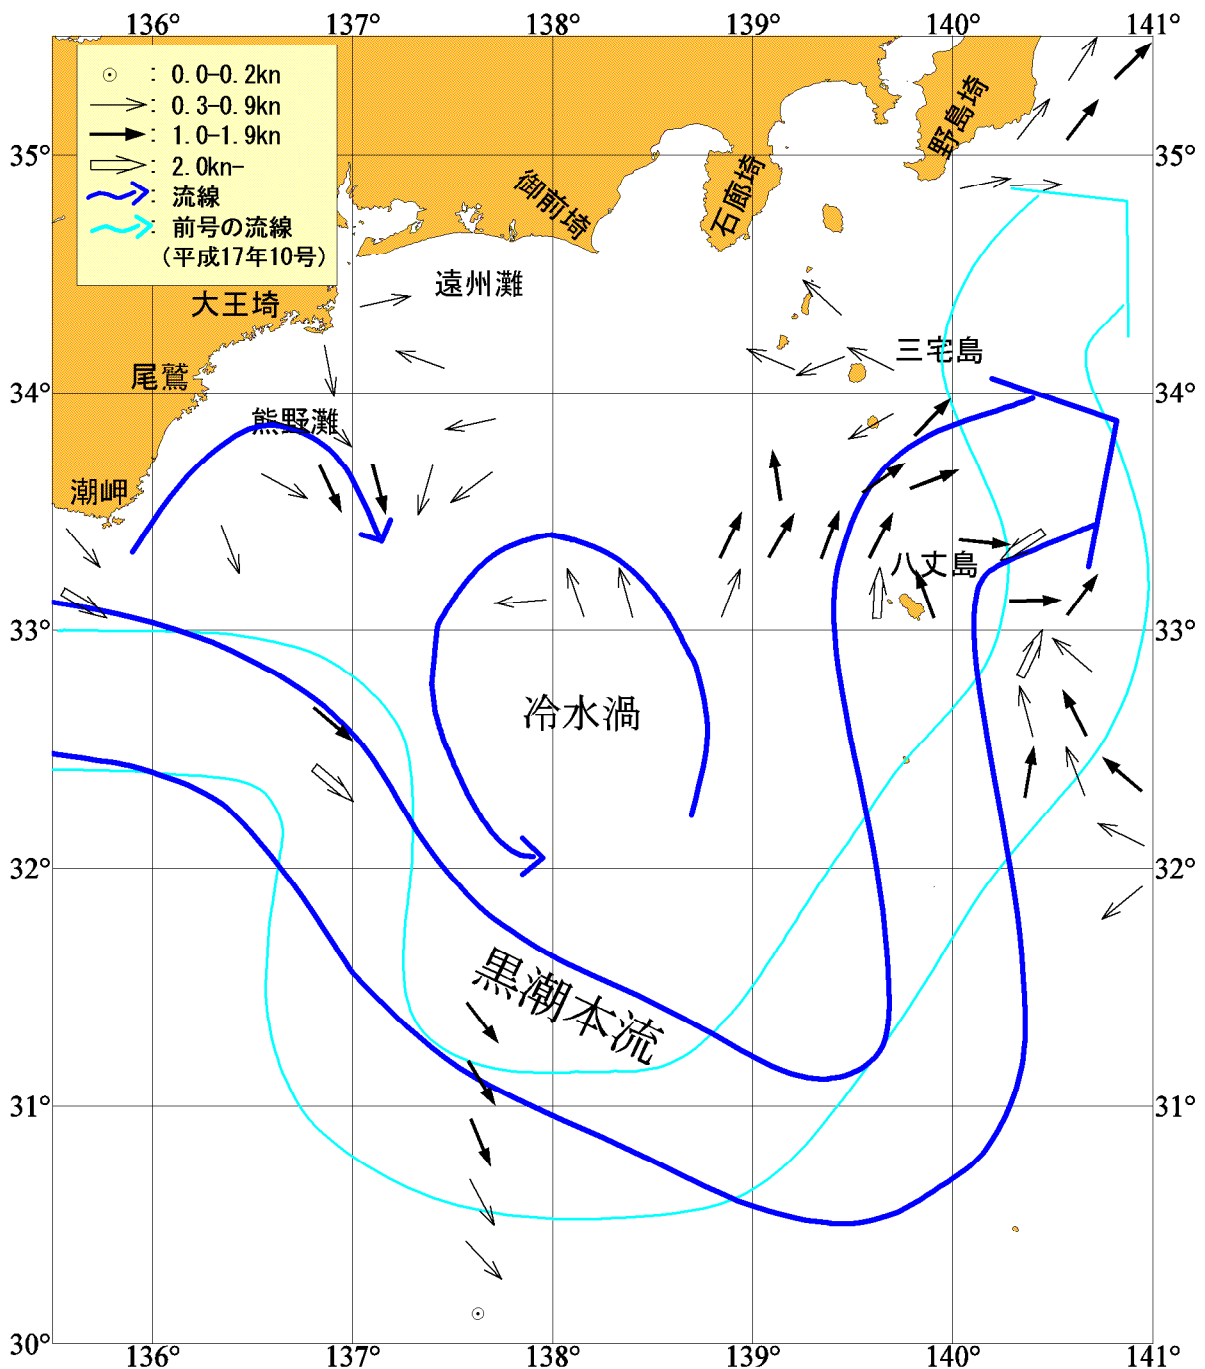 136° 137° 138° 139° 140° 141°
: 0.0-0.2kn
: 0.3-0.9kn
: 1.0-1.9kn
: 2.0kn-
: 流線
: 前号の流線
(平成17年10号)
35° 35°
野島埼
石廊埼
御前埼
遠州灘
大王埼
三宅島
尾鷲
34° 34°
熊野灘
潮岬
八丈島
33° 33°
冷水渦
32° 32°
黒潮本流
31° 31°
30° 30°
136° 137° 138° 139° 140° 141°